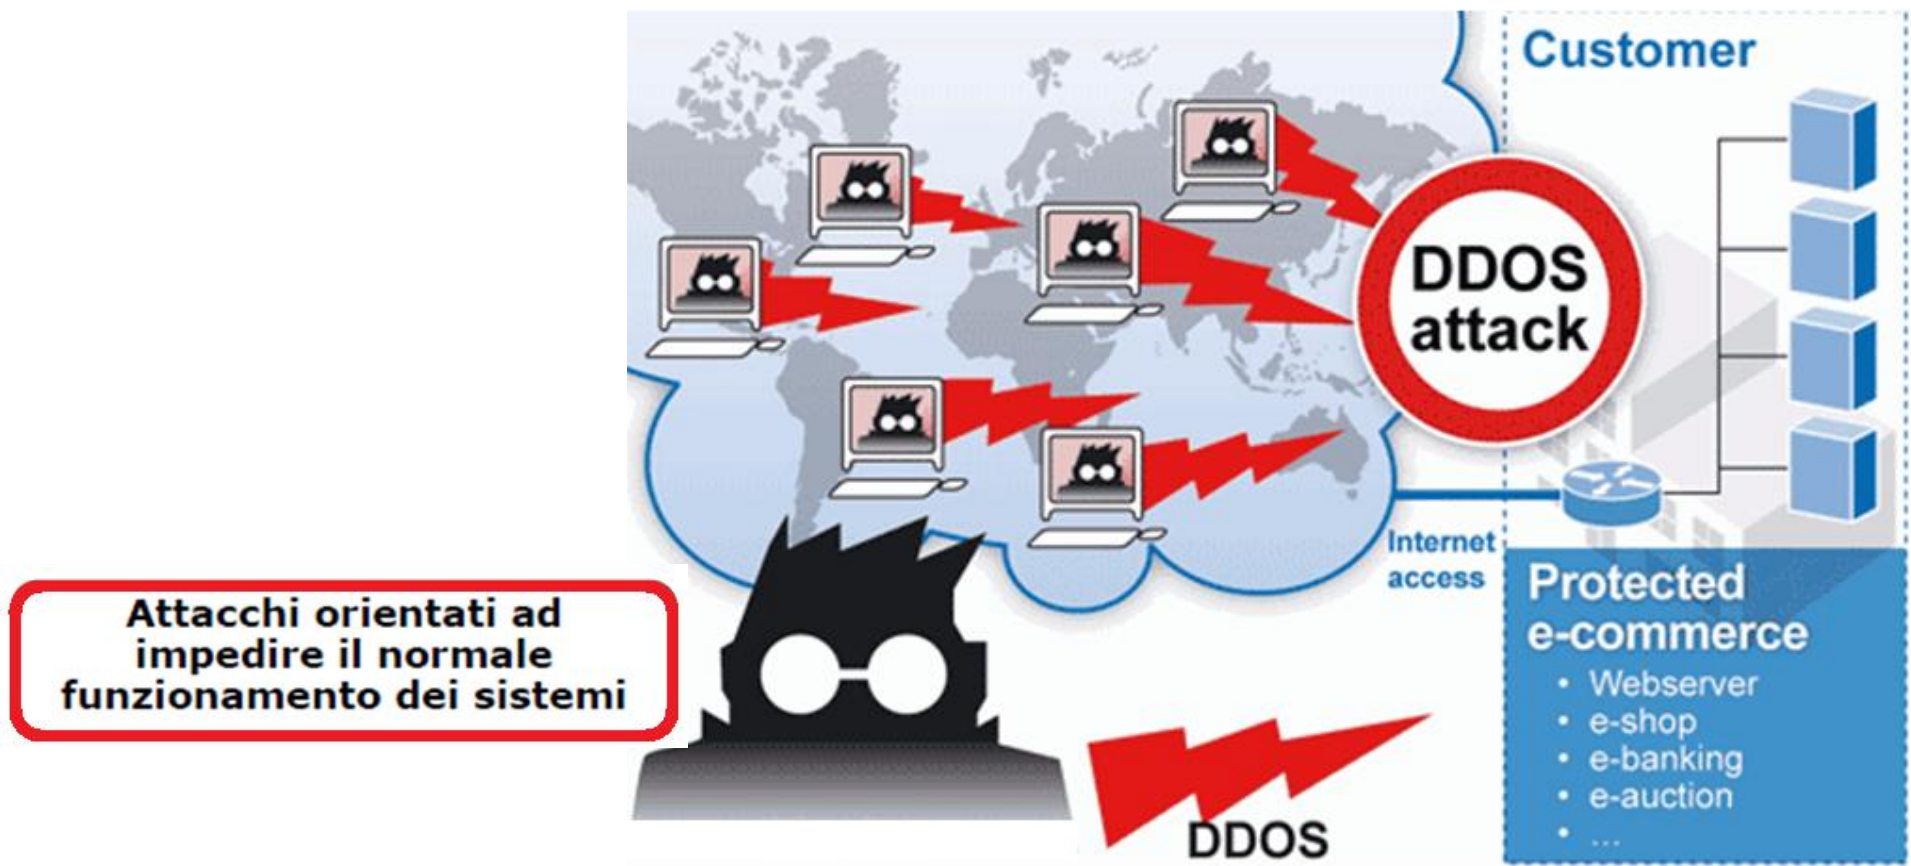 Customer
DDOS
attack
Internet
access
Attacchi orientati ad
impedire il normale
funzionamento dei sistemi
Protected
e-commerce
• Webserver
• e-shop
• e-banking
• e-auction
• ...
DDOS